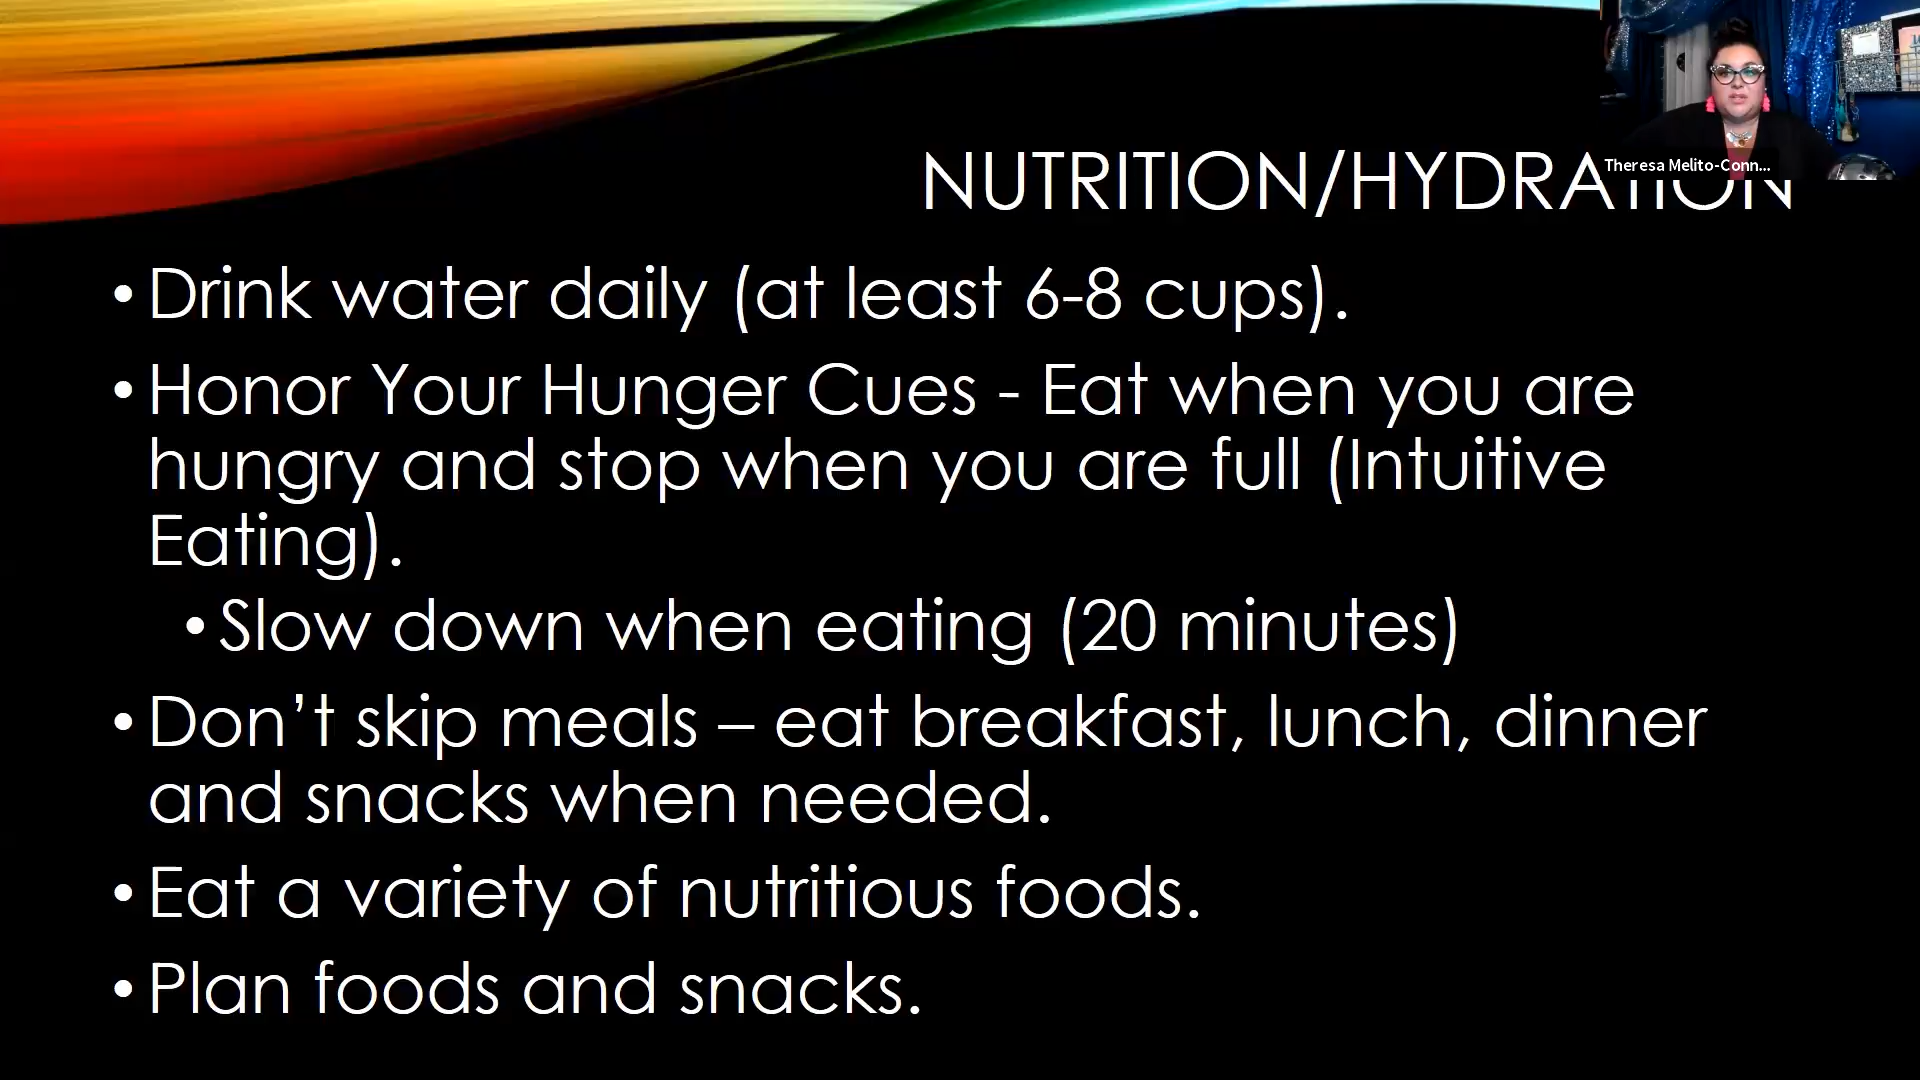 Theresa Melito-Conn...
NUTRITION/HYDRATION
• Drink water daily (at least 6-8 cups).
• Honor Your Hunger Cues - Eat when you are
hungry and stop when you are full (Intuitive
Eating).
• Slow down when eating (20 minutes)
• Don’t skip meals – eat breakfast, lunch, dinner
and snacks when needed.
• Eat a variety of nutritious foods.
• Plan foods and snacks.